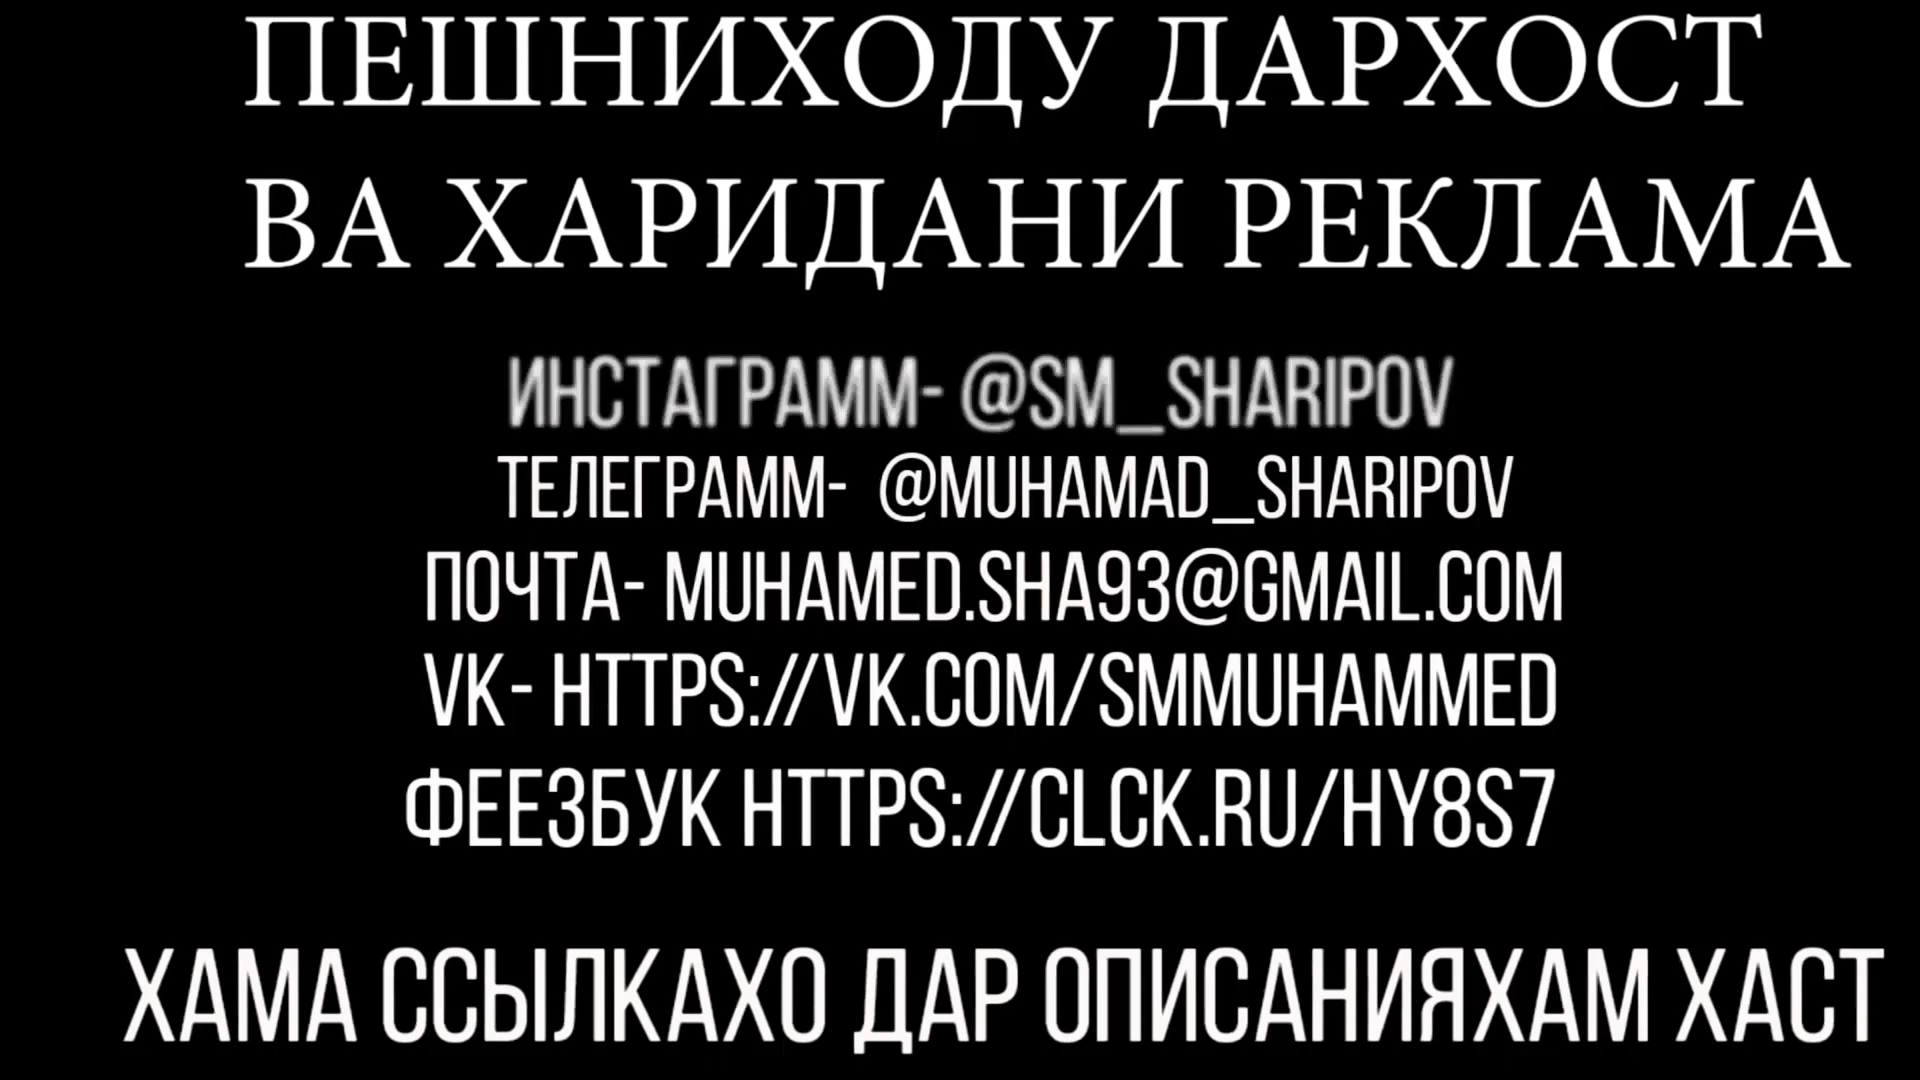 ПЕШНИХОДУ ДАРХОСТ
ВА ХАРИДАНИ РЕКЛАМА
ИНСТАГРАММ- @SM_SHARIPOV
ТЕЛЕГРАММ- @MUHAMAD_SHARIPOV
ПОЧТА- MUHAMED.SHA93@GMAIL.COM
VK- HTTPS://VK.COM/SMMUHAMMED
ФЕЕЗБУК HTTPS://CLCK.RU/HY8S7
ХАМА ССЫЛКАХО ДАР ОПИСАНИЯХАМ ХАСТ